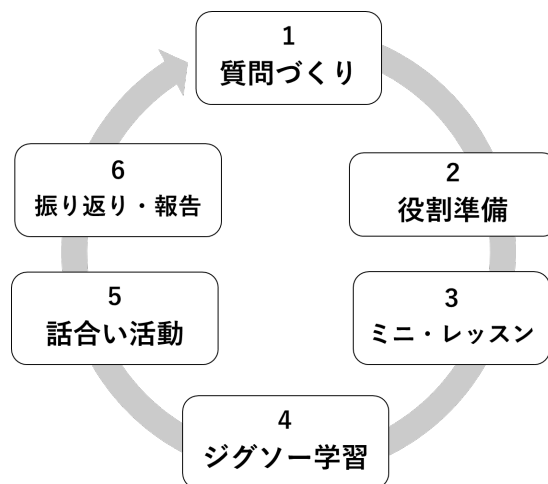 1
質問づくり
2
役割準備
3
ミニ・レッスン
4
ジグソー学習
5
話合い活動
6
振り返り・報告